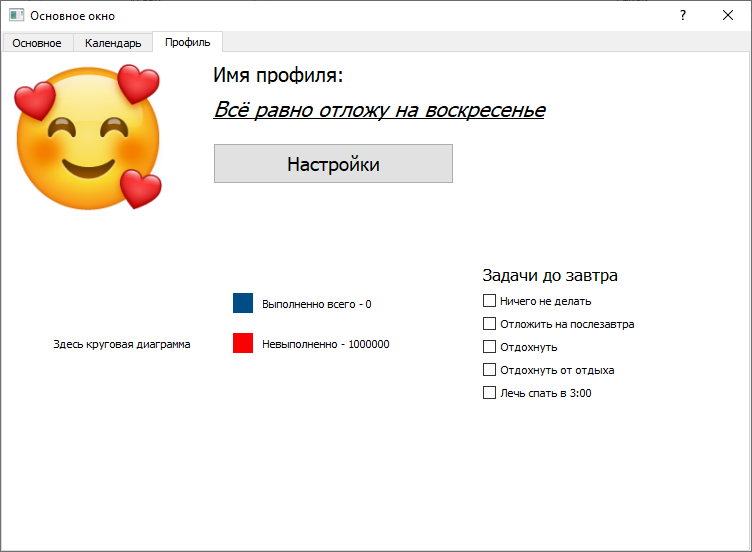 Основное окно
?
Основное
Календарь
Профиль
Имя профиля:
Всё равно отложу на воскресенье
Настройки
Здесь круговая диаграмма
Выполненно всего - 0
Невыполненно - 1000000
Задачи до завтра
Ничего не делать
Отложить на послезавтра
Отдохнуть
Отдохнуть от отдыха
Лечь спать в 3:00